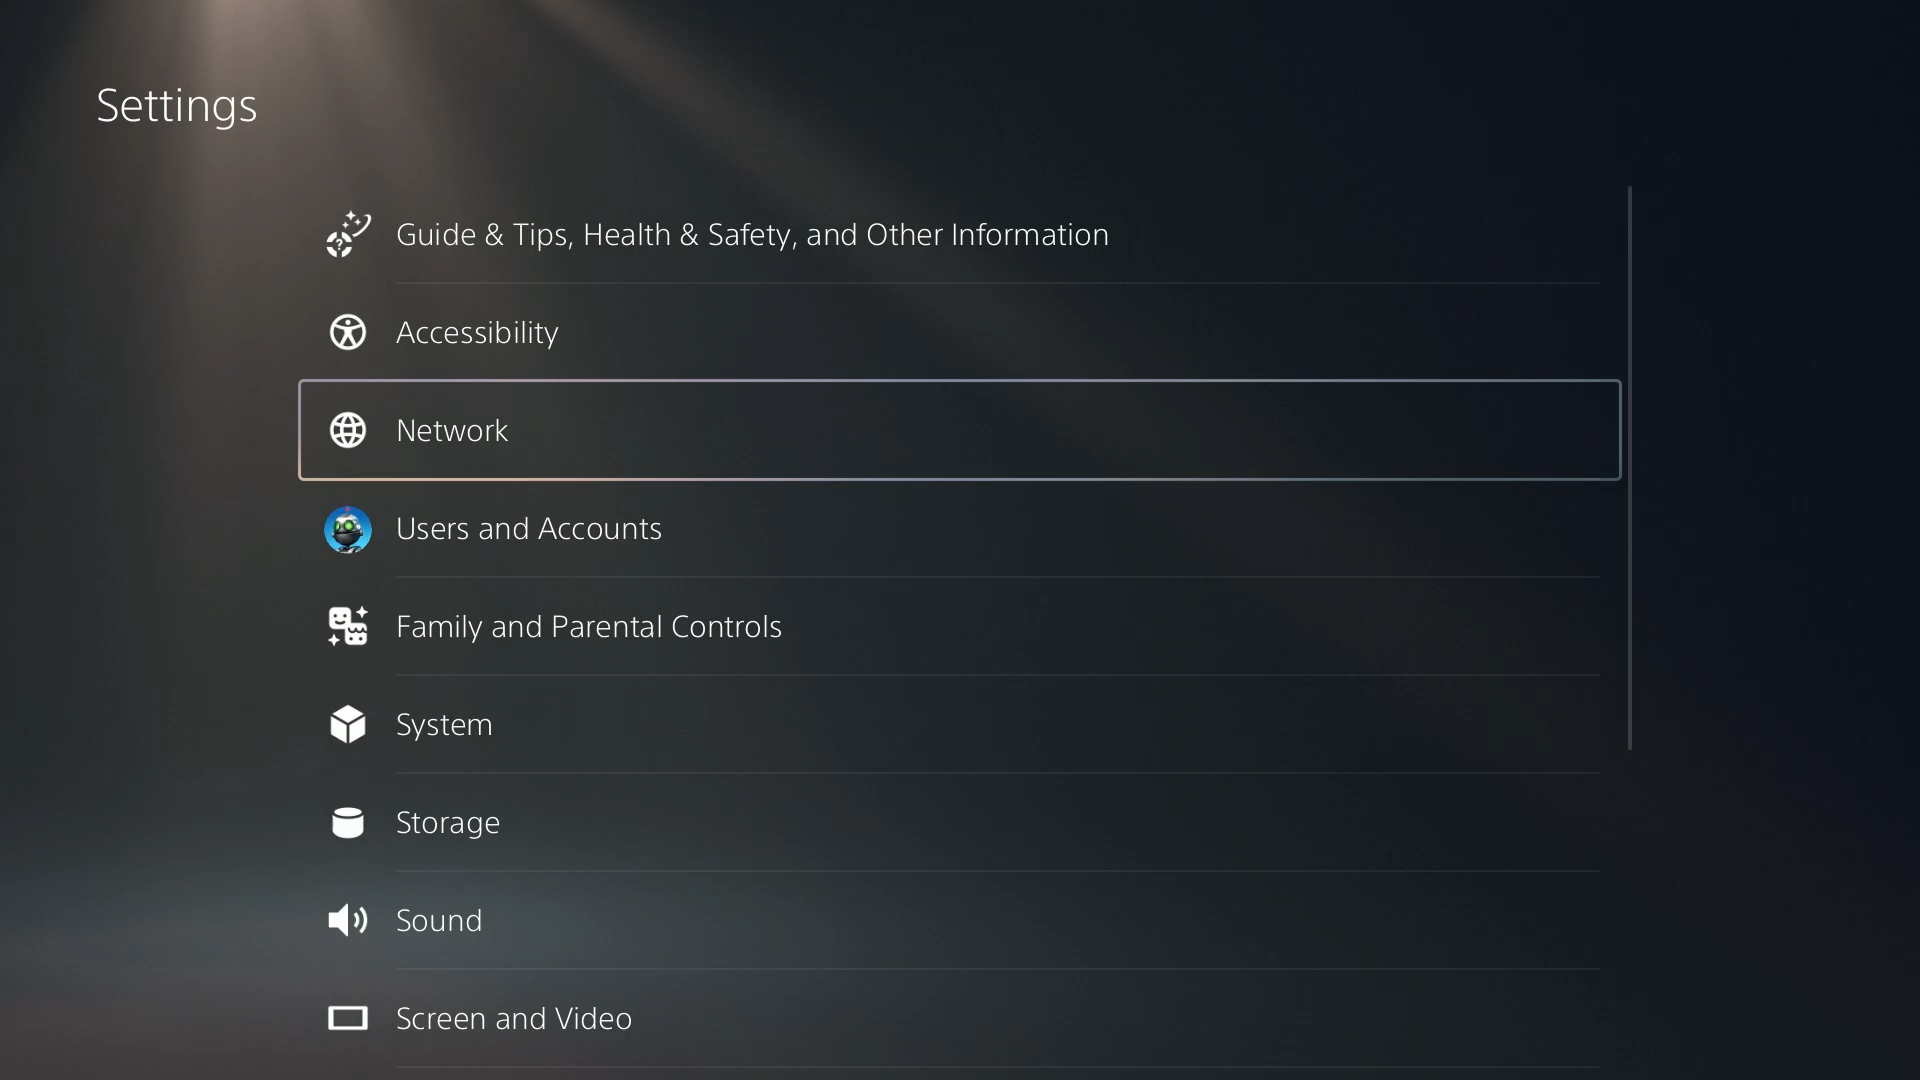 Settings
Guide & Tips, Health & Safety, and Other Information
Accessibility
Network
Users and Accounts
Family and Parental Controls
System
Storage
Sound
Screen and Video